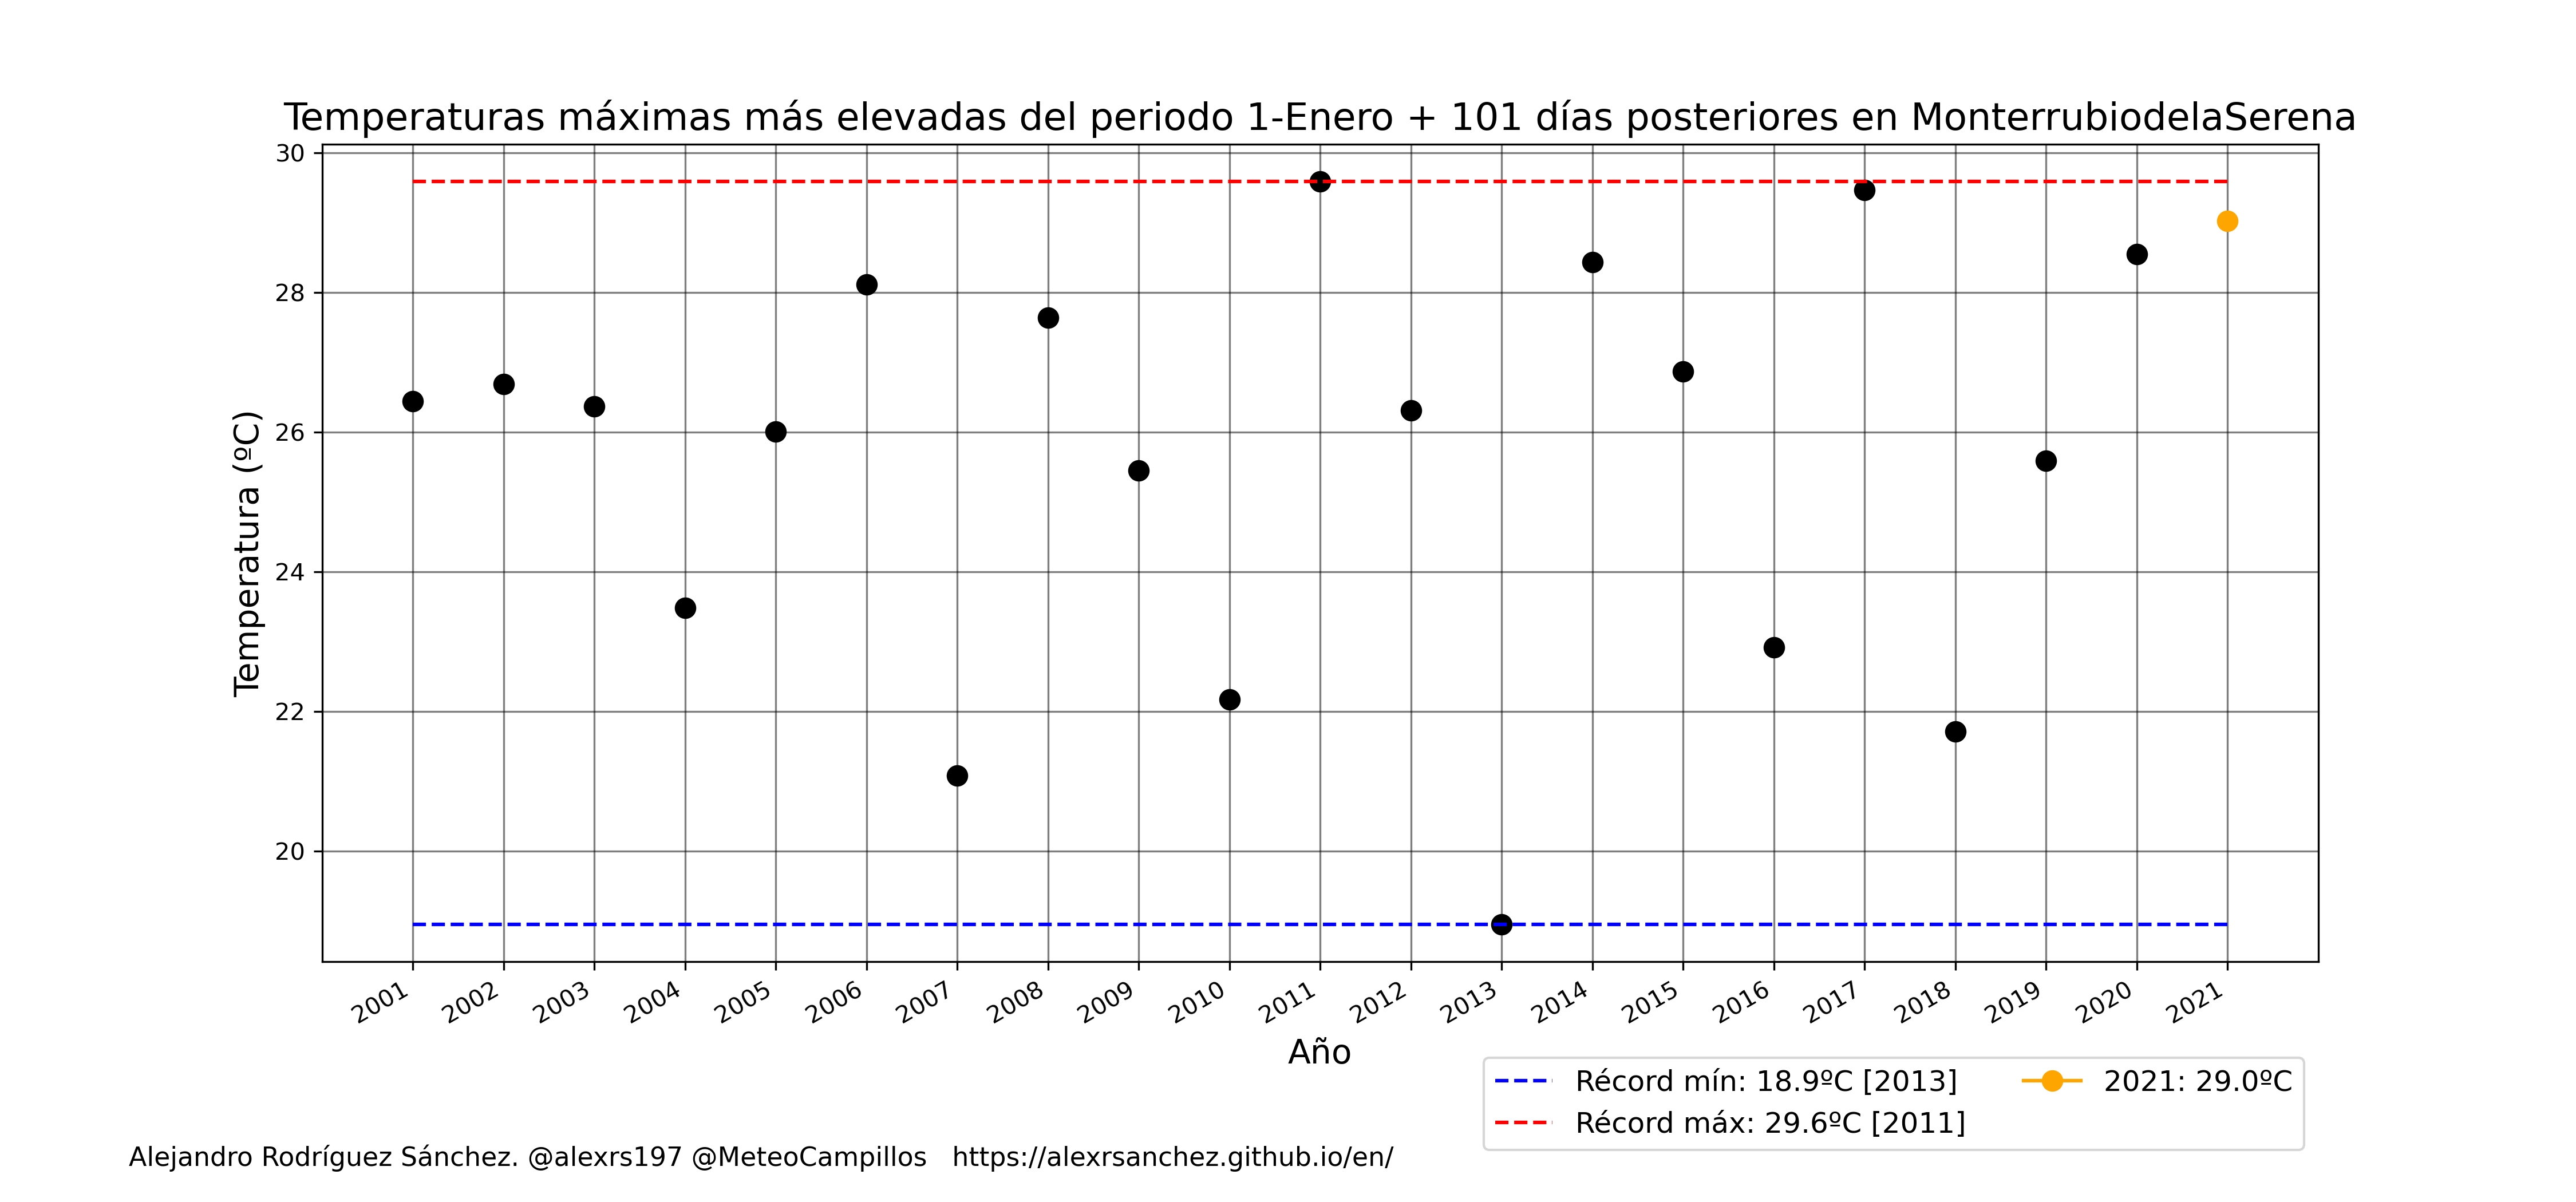 Temperaturas máximas más elevadas del periodo 1-Enero + 101 días posteriores en MonterrubiodelaSerena
Temperatura (ºC)
30
28
26
24
22
20
2001 2002 2003 2004 2005 2006 2007 2008 2009 2010 2011 2012 2013 2014 2015 2016 2017 2018 2019 2020 2021
Año
Récord mín: 18.9ºC [2013]
Récord máx: 29.6ºC [2011]
2021: 29.0ºC
Alejandro Rodríguez Sánchez. @alexrs197 @MeteoCampillos https://alexrsanchez.github.io/en/